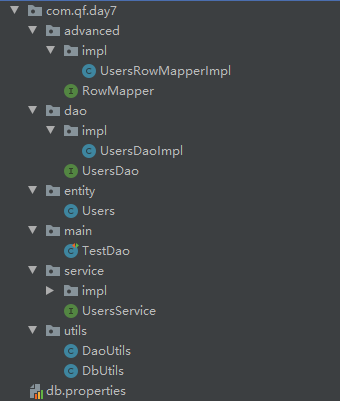 com.qf.day7
advanced
impl
C UsersRowMapperImpl
I RowMapper
dao
impl
C UsersDaoImpl
I UsersDao
entity
C Users
main
C TestDao
service
impl
I UsersService
utils
C DaoUtils
C DbUtils
db.properties